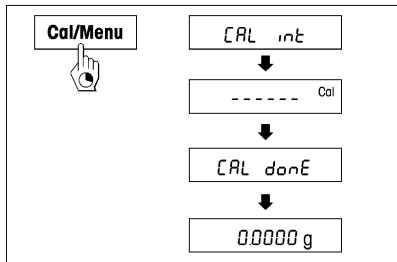 Cal/Menu
CAL int
------ Cal
CAL donE
0.0000 g